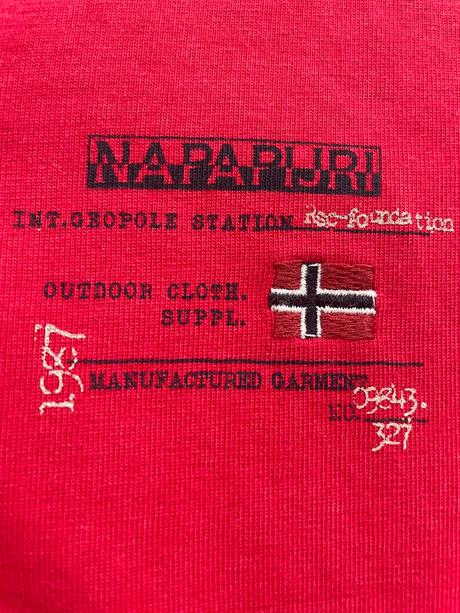 NAPAPIJRI
INT.GEOPOLE STATION Rsc-foundation
OUTDOOR CLOTH.
SUPPL.
1987
MANUFACTURED GARMENT
NO. 09843.
327